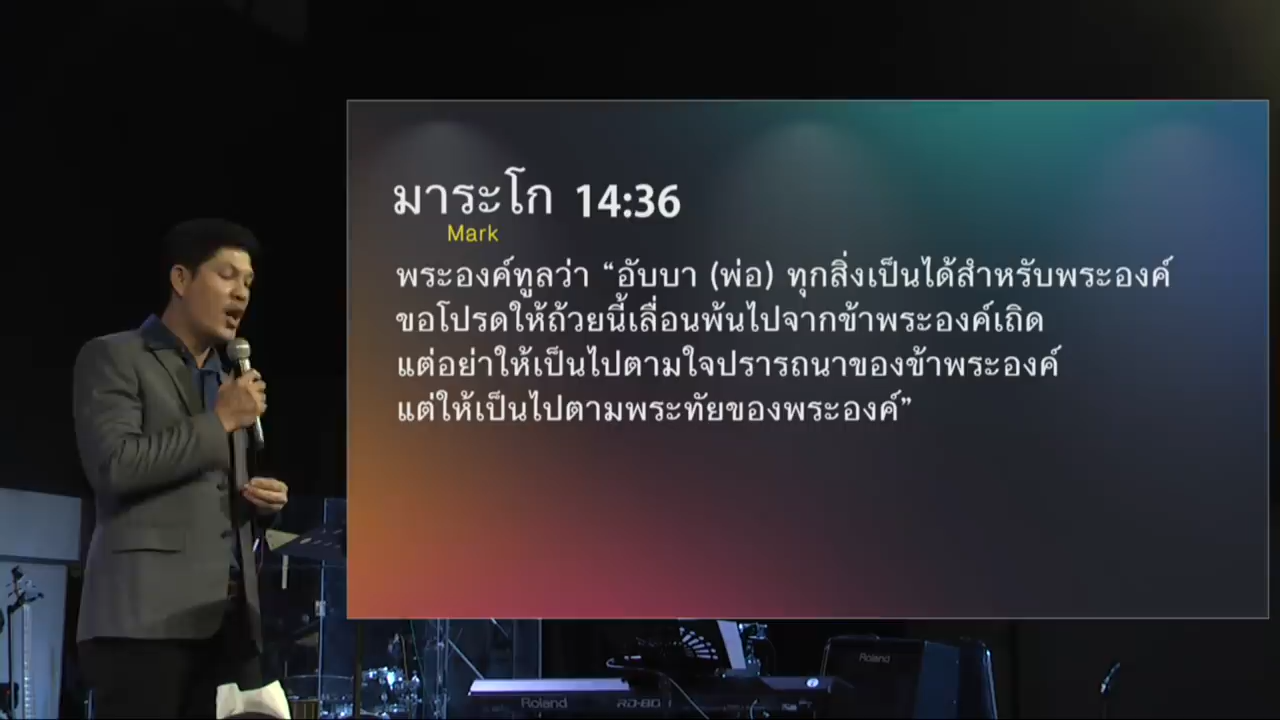 มาระโก 14:36
Mark
พระองค์ทูลว่า “อับบา (พ่อ) ทุกสิ่งเป็นได้สำหรับพระองค์
ขอโปรดให้ถ้วยนี้เลื่อนพ้นไปจากข้าพระองค์เถิด
แต่อย่าให้เป็นไปตามใจปรารถนาของข้าพระองค์
แต่ให้เป็นไปตามพระทัยของพระองค์”
Roland
Roland RD-80